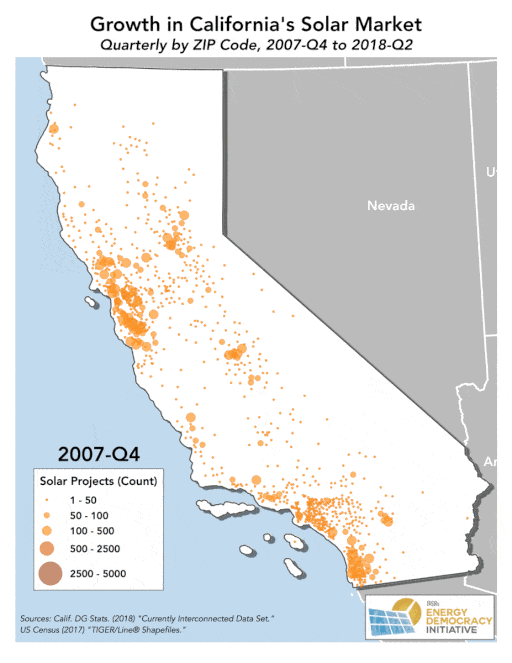 Growth in California's Solar Market
Quarterly by ZIP Code, 2007-Q4 to 2018-Q2
U
Nevada
2007-Q4
Ar
Solar Projects (Count)
1 - 50
50 - 100
100 - 500
500 - 2500
2500 - 5000
ENERGY
DEMOCRACY
INITIATIVE
Sources: Calif. DG Stats. (2018) "Currently Interconnected Data Set."
US Census (2017) "TIGER/Line® Shapefiles."